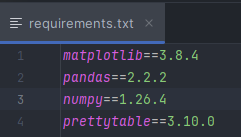 requirements.txt
1 matplotlib==3.8.4
2 pandas==2.2.2
3 numpy==1.26.4
4 prettytable==3.10.0